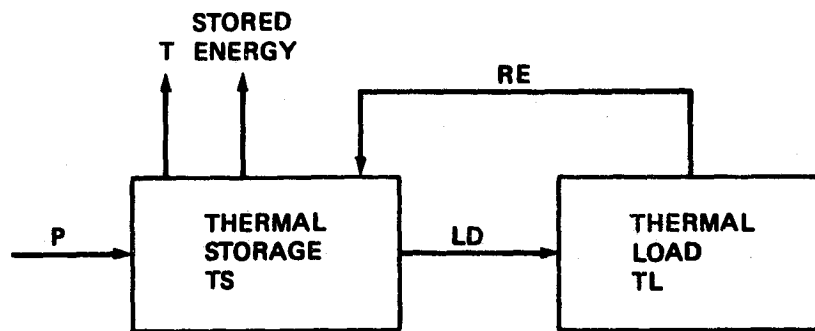 STORED
T ENERGY
RE
P
THERMAL
STORAGE
TS
LD
THERMAL
LOAD
TL